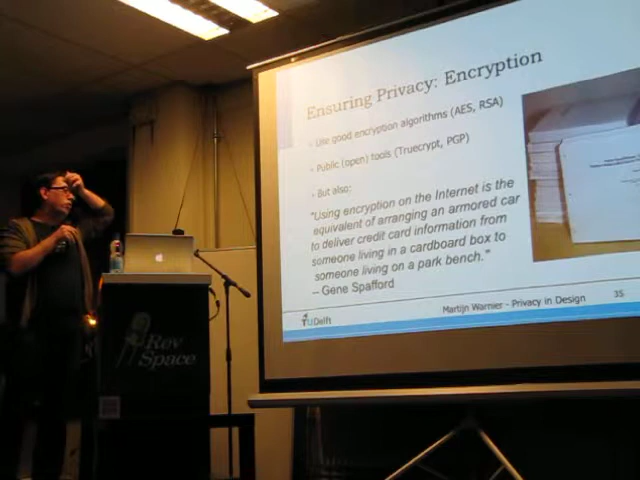 Ensuring Privacy: Encryption
- Use good encryption algorithms (AES, RSA)
- Public (open) tools (Truecrypt, PGP)
- But also:
"Using encryption on the Internet is the
equivalent of arranging an armored car
to deliver credit card information from
someone living in a cardboard box to
someone living on a park bench."
-- Gene Spafford
TUDelft
Martijn Warnier - Privacy in Design
35
Rev
Space